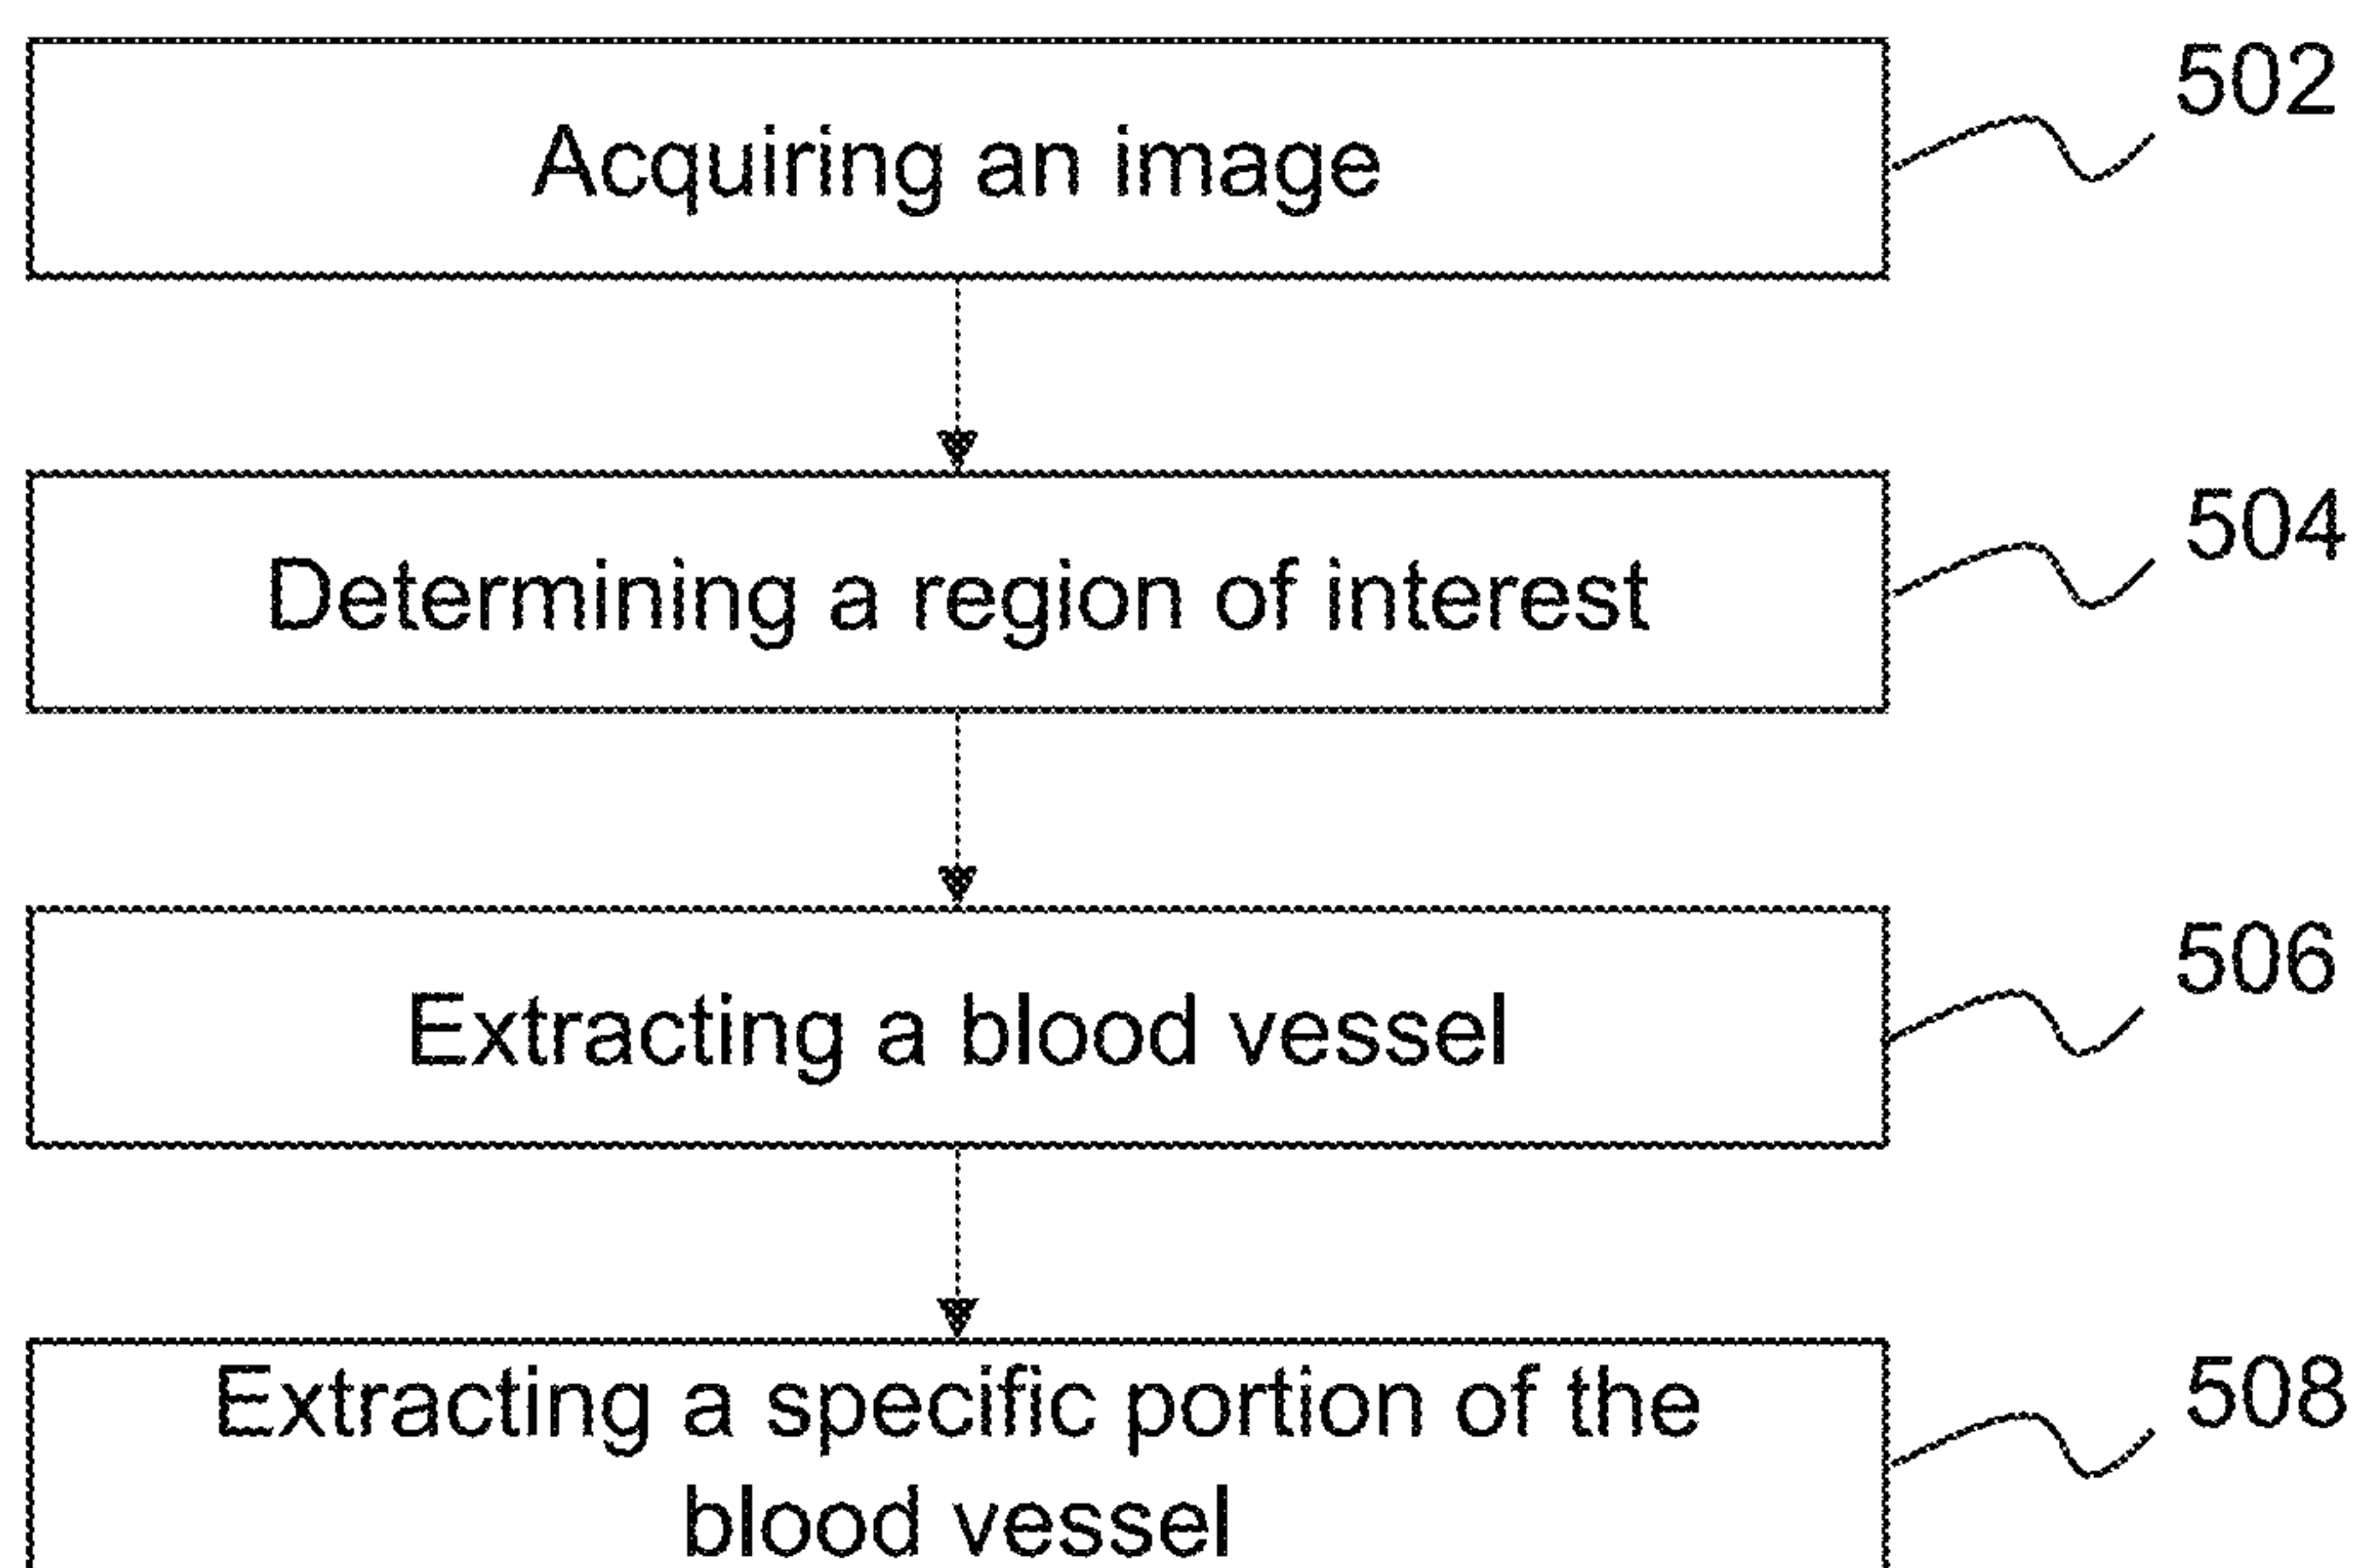 Acquiring an image
502
Determining a region of interest
504
Extracting a blood vessel
506
Extracting a specific portion of the
blood vessel
508